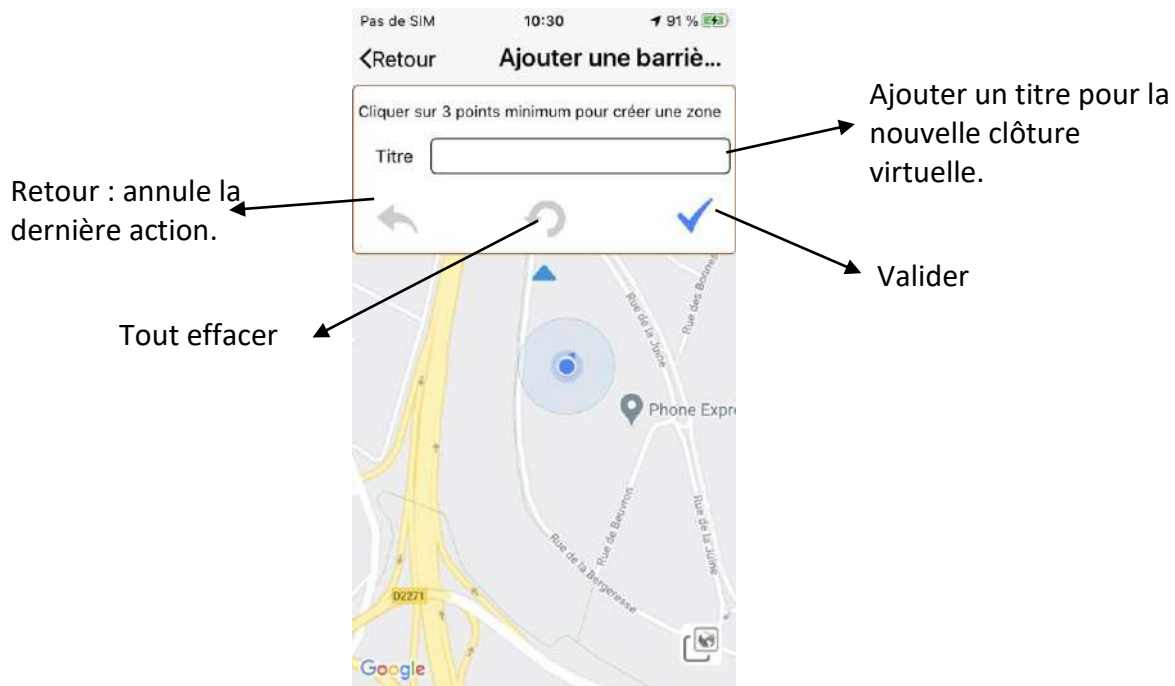 Pas de SIM 10:30 91 %
Retour Ajouter une barriè...
Cliquer sur 3 points minimum pour créer une zone
Titre
Ajouter un titre pour la
nouvelle clôture
virtuelle.
Retour : annule la
dernière action.
Valider
Tout effacer
Rue des Bonnes
Rue de la Juine
Phone Expre
Rue de Beuvron
Rue de la Juine
Rue de la Bergeresse
D2271
Google